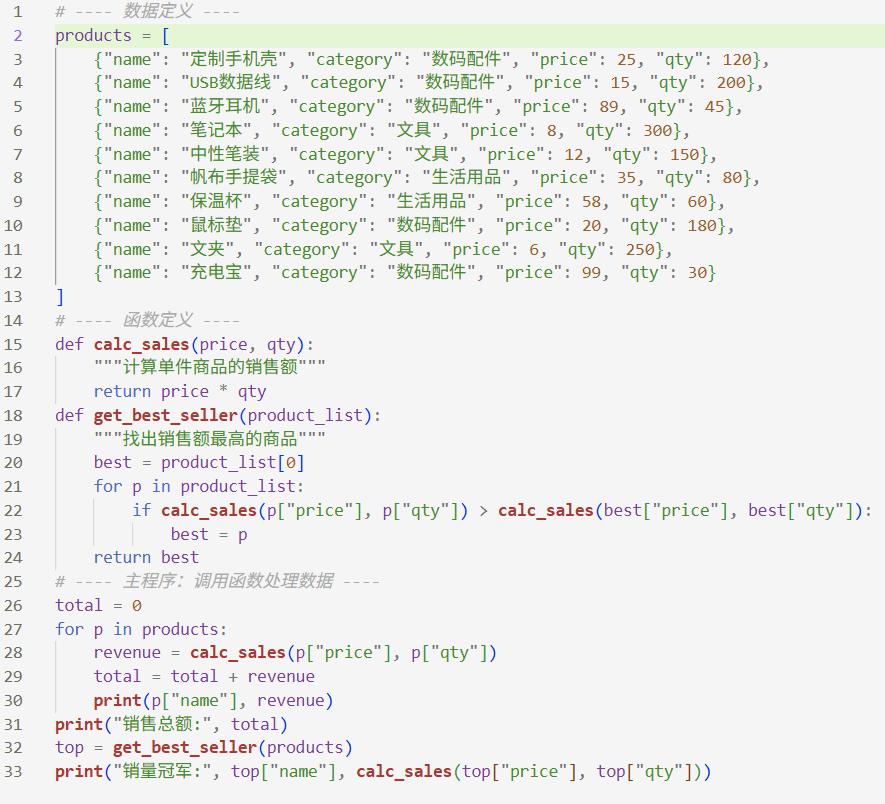 1 # ---- 数据定义 ----
2 products = [
3     {"name": "定制手机壳", "category": "数码配件", "price": 25, "qty": 120},
4     {"name": "USB数据线", "category": "数码配件", "price": 15, "qty": 200},
5     {"name": "蓝牙耳机", "category": "数码配件", "price": 89, "qty": 45},
6     {"name": "笔记本", "category": "文具", "price": 8, "qty": 300},
7     {"name": "中性笔装", "category": "文具", "price": 12, "qty": 150},
8     {"name": "帆布手提袋", "category": "生活用品", "price": 35, "qty": 80},
9     {"name": "保温杯", "category": "生活用品", "price": 58, "qty": 60},
10     {"name": "鼠标垫", "category": "数码配件", "price": 20, "qty": 180},
11     {"name": "文夹", "category": "文具", "price": 6, "qty": 250},
12     {"name": "充电宝", "category": "数码配件", "price": 99, "qty": 30}
13 ]
14 # ---- 函数定义 ----
15 def calc_sales(price, qty):
16     """计算单件商品的销售额"""
17     return price * qty
18 def get_best_seller(product_list):
19     """找出销售额最高的商品"""
20     best = product_list[0]
21     for p in product_list:
22         if calc_sales(p["price"], p["qty"]) > calc_sales(best["price"], best["qty"]):
23             best = p
24     return best
25 # ---- 主程序: 调用函数处理数据 ----
26 total = 0
27 for p in products:
28     revenue = calc_sales(p["price"], p["qty"])
29     total = total + revenue
30     print(p["name"], revenue)
31 print("销售总额:", total)
32 top = get_best_seller(products)
33 print("销量冠军:", top["name"], calc_sales(top["price"], top["qty"]))